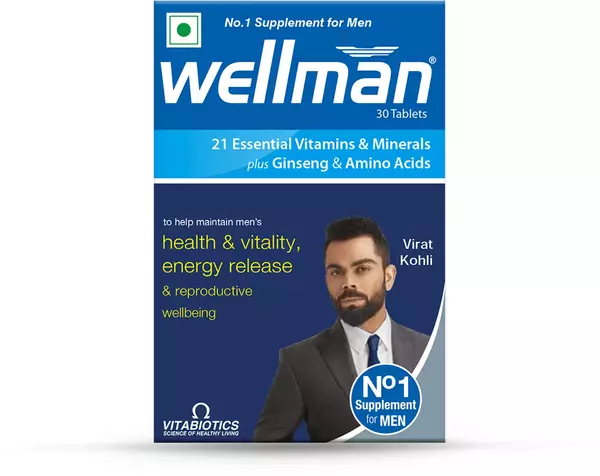 No.1 Supplement for Men
wellman®
30 Tablets
21 Essential Vitamins & Minerals
plus Ginseng & Amino Acids
to help maintain men's
health & vitality,
energy release
& reproductive
wellbeing
Virat
Kohli
Nº1
Supplement
for MEN
VITABIOTICS
SCIENCE OF HEALTHY LIVING